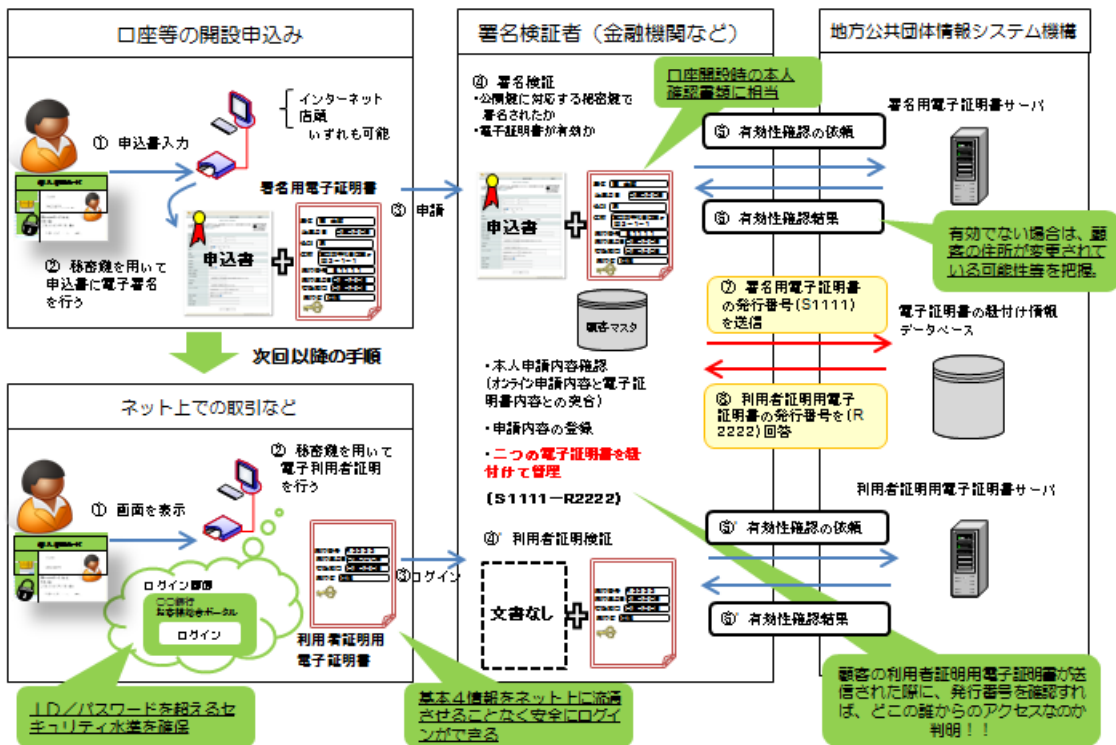 口座等の開設申込み
インターネット
店頭
いずれも可能
① 申込書入力
署名用電子証明書
申込書
② 秘密鍵を用いて
申込書に電子署名
を行う
③ 申請
次回以降の手順
ネット上での取引など
② 秘密鍵を用いて
電子利用者証明
を行う
① 画面を表示
ログイン画面
○○銀行
お客様総合ポータル
ログイン
③ログイン
利用者証明用
電子証明書
ID/パスワードを超えるセ
キュリティ水準を確保
基本4情報をネット上に流通
させることなく安全にログイ
ンができる
署名検証者（金融機関など）
④ 署名検証
・公開鍵に対応する秘密鍵で
署名されたか
・電子証明書が有効か
口座開設時の本人
確認書類に相当
申込書
顧客マスタ
・本人申請内容確認
(オンライン申請内容と電子証
明書内容との突合)
・申請内容の登録
・二つの電子証明書を紐
付けて管理
(S1111－R2222)
④' 利用者証明検証
文書なし
地方公共団体情報システム機構
署名用電子証明書サーバ
⑤ 有効性確認の依頼
⑥ 有効性確認結果
有効でない場合は、顧
客の住所が変更されて
いる可能性等を把握。
⑦ 署名用電子証明書
の発行番号(S1111)
を送信
電子証明書の紐付け情報
データベース
⑧ 利用者証明用電子
証明書の発行番号を(R
2222)回答
利用者証明用電子証明書サーバ
⑤' 有効性確認の依頼
⑥' 有効性確認結果
顧客の利用者証明用電子証明書が送
信された際に、発行番号を確認すれ
ば、どこの誰からのアクセスなのか
判明！！